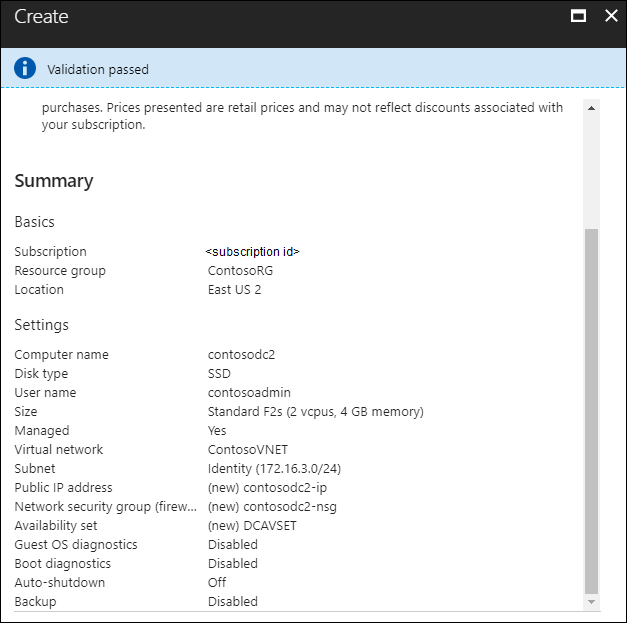 Create
Validation passed
purchases. Prices presented are retail prices and may not reflect discounts associated with
your subscription.
Summary
Basics
Subscription <subscription id>
Resource group ContosoRG
Location East US 2
Settings
Computer name contosodc2
Disk type SSD
User name contosoadmin
Size Standard F2s (2 vcpus, 4 GB memory)
Managed Yes
Virtual network ContosoVNET
Subnet Identity (172.16.3.0/24)
Public IP address (new) contosodc2-ip
Network security group (firew... (new) contosodc2-nsg
Availability set (new) DCAVSET
Guest OS diagnostics Disabled
Boot diagnostics Disabled
Auto-shutdown Off
Backup Disabled